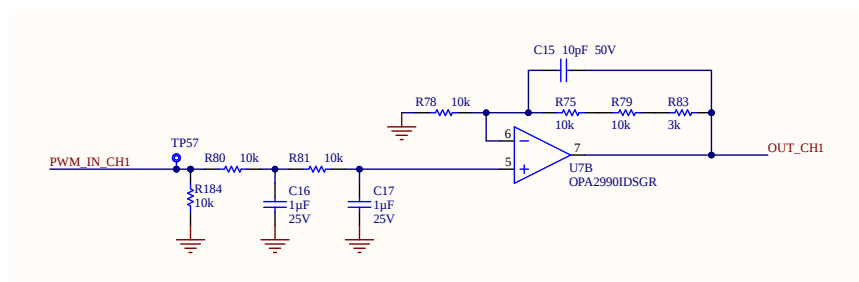 C15 10pF 50V
R78 10k
R75
R79
R83
10k
10k
3k
6
7
5
OUT_CH1
U7B
OPA2990IDSGR
TP57
PWM_IN_CH1
R80 10k
R81 10k
R184
10k
C16
1µF
25V
C17
1µF
25V